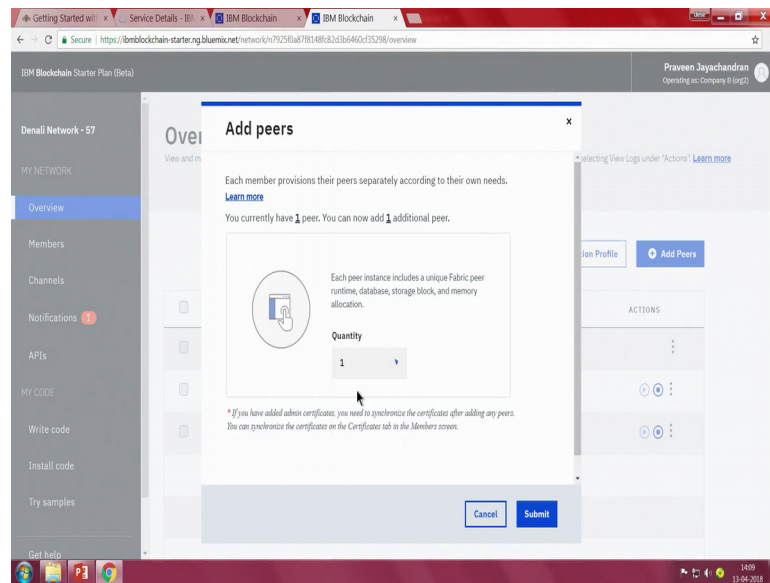 Getting Started wit
Service Details - IBM
IBM Blockchain
IBM Blockchain
Secure | https://ibmblockchain-starter.ng.bluemix.net/network/n7925f0a87f8148fc82d3b6460cf35298/overview
IBM Blockchain Starter Plan (Beta)
Praveen Jayachandran
Operating as: Company B (org2)
Denali Network - 57
MY NETWORK
Overview
Members
Channels
Notifications 1
APIs
MY CODE
Write code
Install code
Try samples
Get help
Over
View and m
selecting View Logs under "Actions". Learn more
ion Profile
Add Peers
ACTIONS
Add peers
x
Each member provisions their peers separately according to their own needs.
Learn more
You currently have 1 peer. You can now add 1 additional peer.
Each peer instance includes a unique Fabric peer
runtime, database, storage block, and memory
allocation.
Quantity
1
* If you have added admin certificates, you need to synchronize the certificates after adding any peers.
You can synchronize the certificates on the Certificates tab in the Members screen.
Cancel
Submit
14:09
13-04-2018